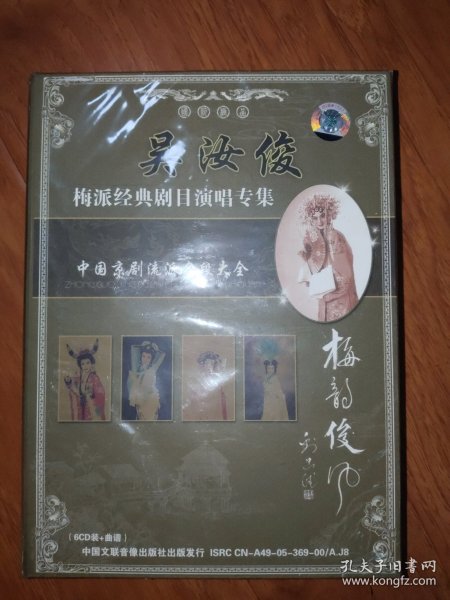 吴汝俊
梅派经典剧目演唱专集
中国京剧流派全段大全
梅韵俊风
(6CD装+曲谱)
中国文联音像出版社出版发行 ISRC CN-A49-05-369-00/A.J8
孔夫子旧书网
www.kongfz.com